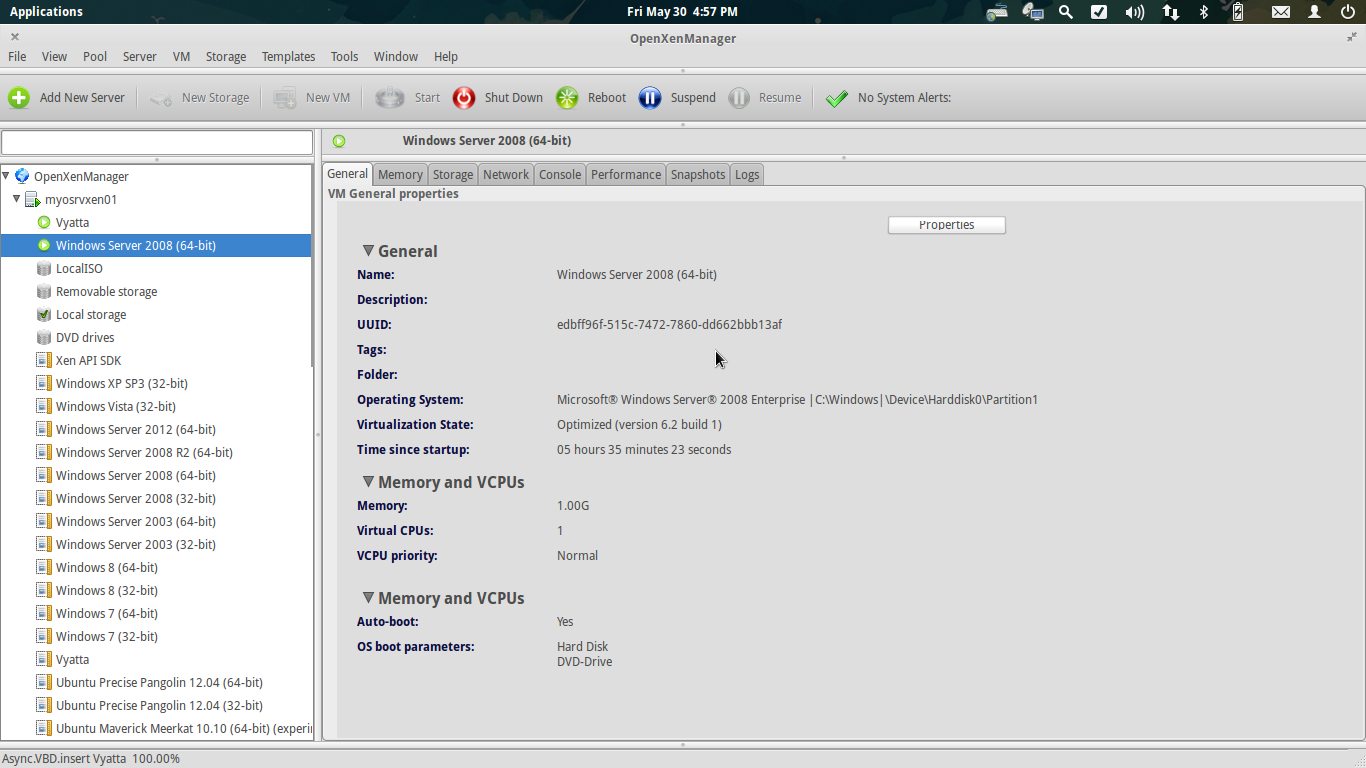 Applications Fri May 30 4:57 PM
OpenXenManager
File View Pool Server VM Storage Templates Tools Window Help
Add New Server New Storage New VM Start Shut Down Reboot Suspend Resume No System Alerts:
Windows Server 2008 (64-bit)
OpenXenManager
myosrvxen01
Vyatta
Windows Server 2008 (64-bit)
LocalISO
Removable storage
Local storage
DVD drives
Xen API SDK
Windows XP SP3 (32-bit)
Windows Vista (32-bit)
Windows Server 2012 (64-bit)
Windows Server 2008 R2 (64-bit)
Windows Server 2008 (64-bit)
Windows Server 2008 (32-bit)
Windows Server 2003 (64-bit)
Windows Server 2003 (32-bit)
Windows 8 (64-bit)
Windows 8 (32-bit)
Windows 7 (64-bit)
Windows 7 (32-bit)
Vyatta
Ubuntu Precise Pangolin 12.04 (64-bit)
Ubuntu Precise Pangolin 12.04 (32-bit)
Ubuntu Maverick Meerkat 10.10 (64-bit) (experi
General Memory Storage Network Console Performance Snapshots Logs
VM General properties
Properties
General
Name: Windows Server 2008 (64-bit)
Description:
UUID: edbff96f-515c-7472-7860-dd662bbb13af
Tags:
Folder:
Operating System: Microsoft® Windows Server® 2008 Enterprise |C:\Windows|\Device\Harddisk0\Partition1
Virtualization State: Optimized (version 6.2 build 1)
Time since startup: 05 hours 35 minutes 23 seconds
Memory and VCPUs
Memory: 1.00G
Virtual CPUs: 1
VCPU priority: Normal
Memory and VCPUs
Auto-boot: Yes
OS boot parameters: Hard Disk
DVD-Drive
Async.VBD.insert Vyatta 100.00%